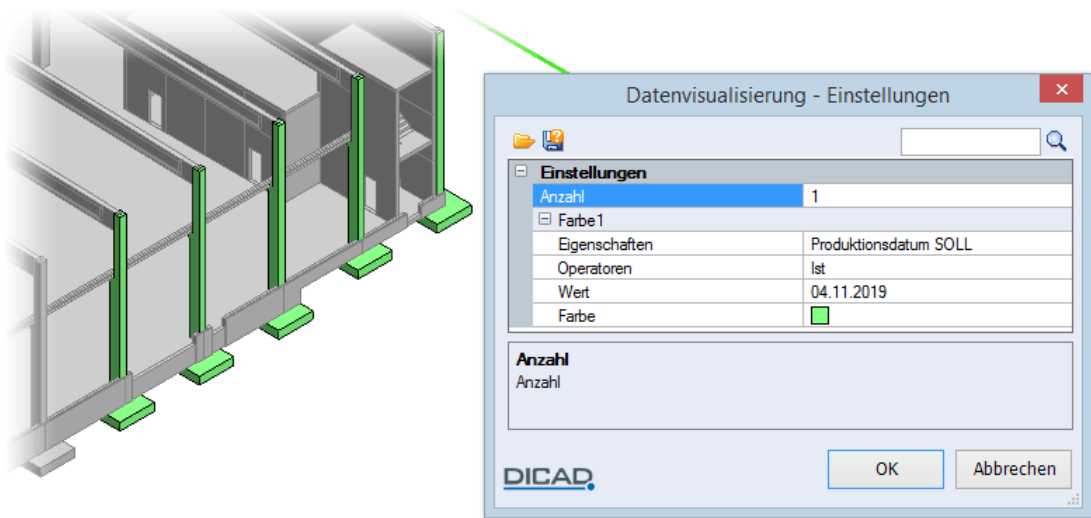 Datenvisualisierung - Einstellungen
Einstellungen
Anzahl 1
Farbe1
Eigenschaften Produktionsdatum SOLL
Operatoren Ist
Wert 04.11.2019
Farbe
Anzahl
Anzahl
DICAD
OK Abbrechen